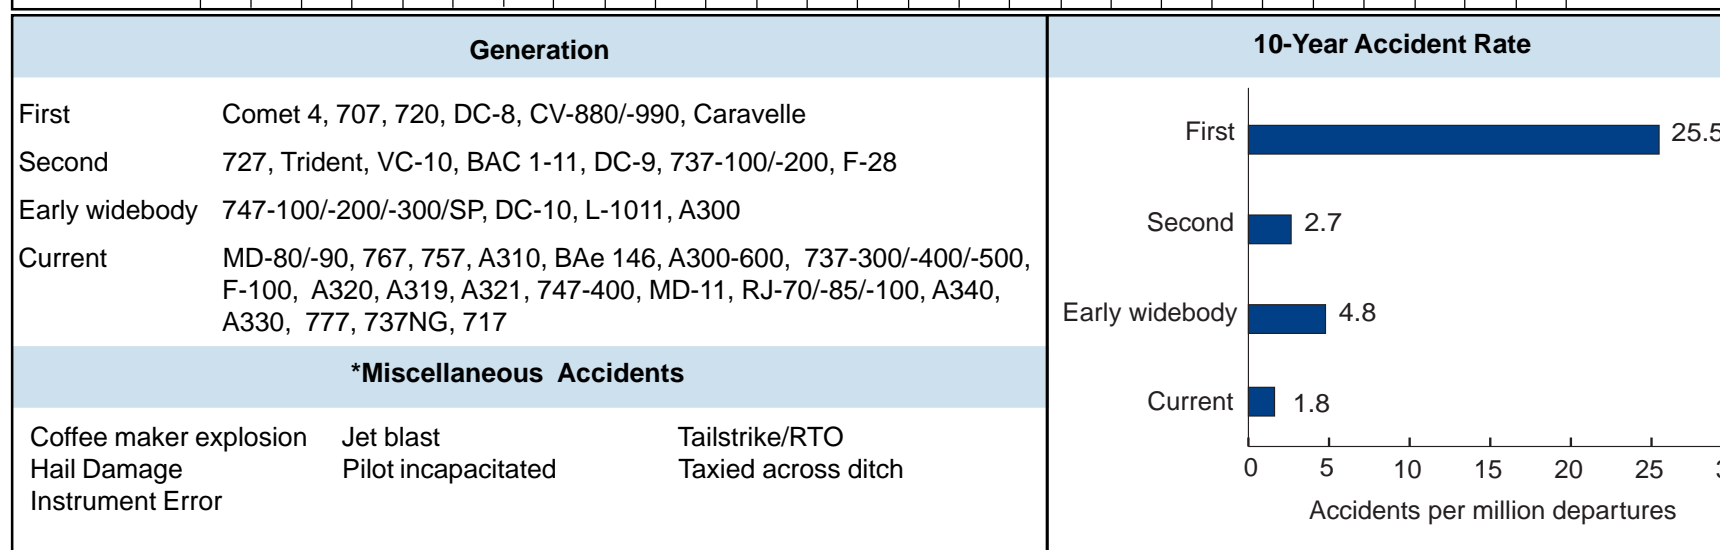 Generation
First Comet 4, 707, 720, DC-8, CV-880/-990, Caravelle
Second 727, Trident, VC-10, BAC 1-11, DC-9, 737-100/-200, F-28
Early widebody 747-100/-200/-300/SP, DC-10, L-1011, A300
Current MD-80/-90, 767, 757, A310, BAe 146, A300-600, 737-300/-400/-500,
F-100, A320, A319, A321, 747-400, MD-11, RJ-70/-85/-100, A340,
A330, 777, 737NG, 717
*Miscellaneous Accidents
Coffee maker explosion Jet blast Tailstrike/RTO
Hail Damage Pilot incapacitated Taxied across ditch
Instrument Error
10-Year Accident Rate
First 25.5
Second 2.7
Early widebody 4.8
Current 1.8
0 5 10 15 20 25
Accidents per million departures